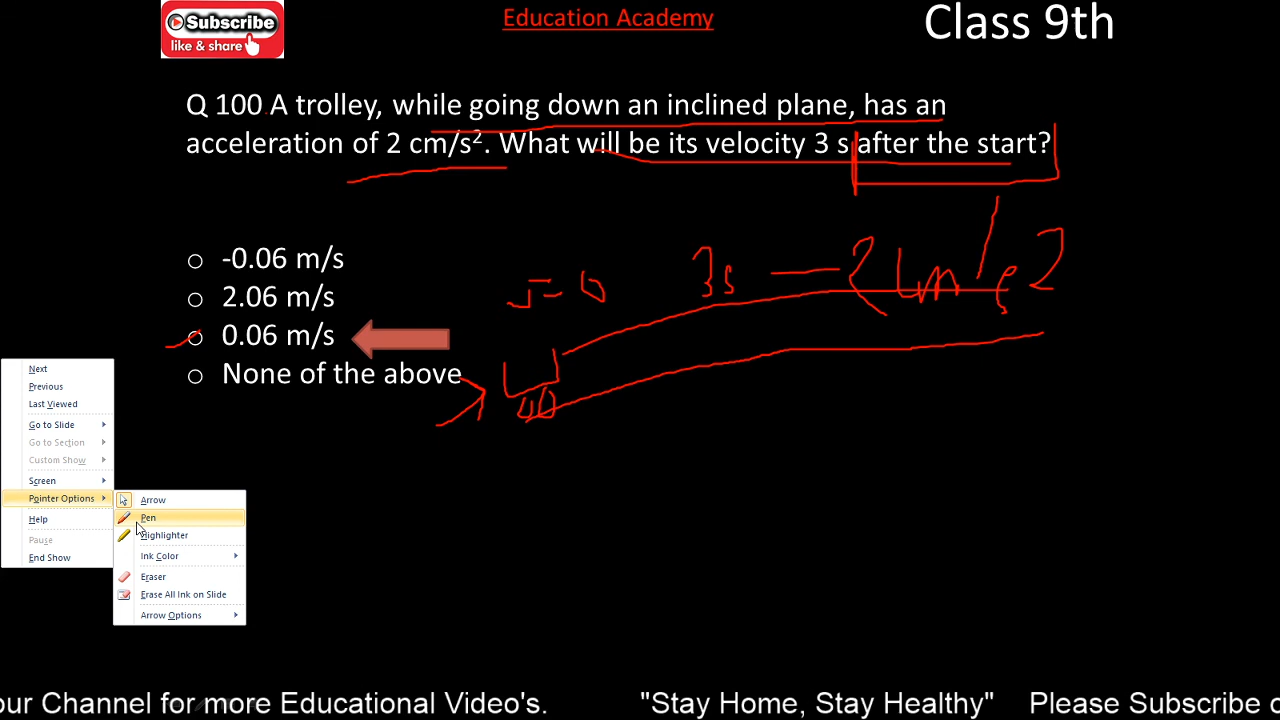 Subscribe
like & share
Education Academy
Class 9th
Q 100 A trolley, while going down an inclined plane, has an
acceleration of 2 cm/s². What will be its velocity 3 s after the start?
○ -0.06 m/s
○ 2.06 m/s
○ 0.06 m/s
○ None of the above
3s
Next
Previous
Last Viewed
Go to Slide
Go to Section
Custom Show
Screen
Pointer Options
Help
Pause
End Show
Arrow
Pen
Highlighter
Ink Color
Eraser
Erase All Ink on Slide
Arrow Options
our Channel for more Educational Video's. "Stay Home, Stay Healthy" Please Subscribe